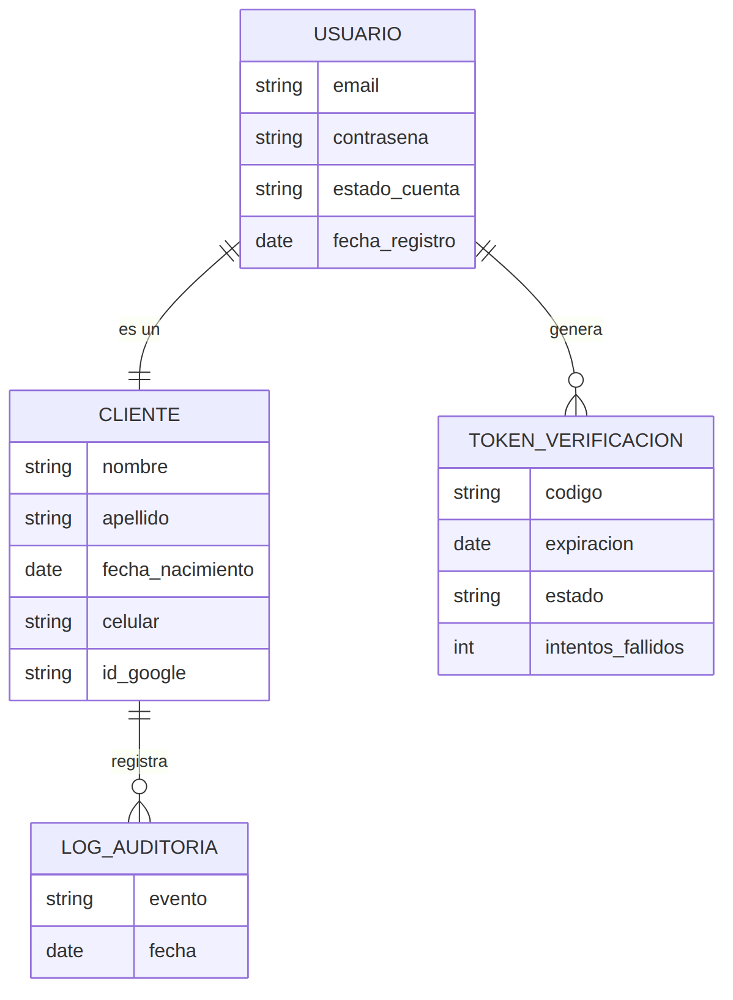 USUARIO
string email
string contrasena
string estado_cuenta
date fecha_registro
es un
genera
CLIENTE
string nombre
string apellido
date fecha_nacimiento
string celular
string id_google
TOKEN_VERIFICACION
string codigo
date expiracion
string estado
int intentos_fallidos
registra
LOG_AUDITORIA
string evento
date fecha